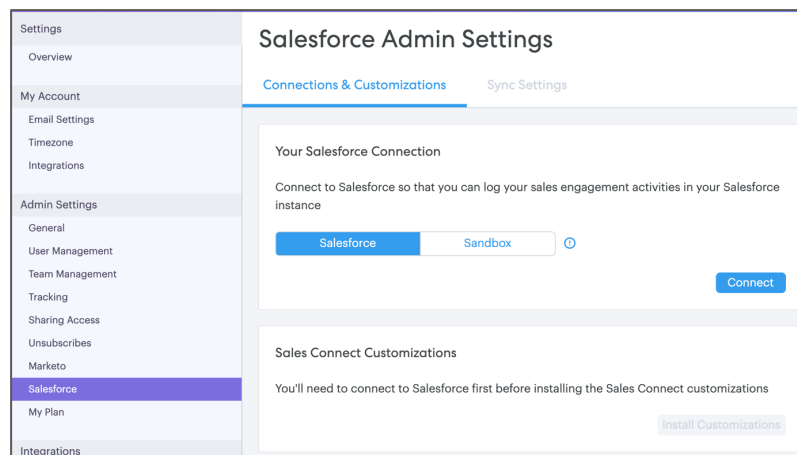 Settings
Overview
My Account
Email Settings
Timezone
Integrations
Admin Settings
General
User Management
Team Management
Tracking
Sharing Access
Unsubscribes
Marketo
Salesforce
My Plan
Integrations
Salesforce Admin Settings
Connections & Customizations Sync Settings
Your Salesforce Connection
Connect to Salesforce so that you can log your sales engagement activities in your Salesforce
instance
Salesforce Sandbox
Connect
Sales Connect Customizations
You'll need to connect to Salesforce first before installing the Sales Connect customizations
Install Customizations